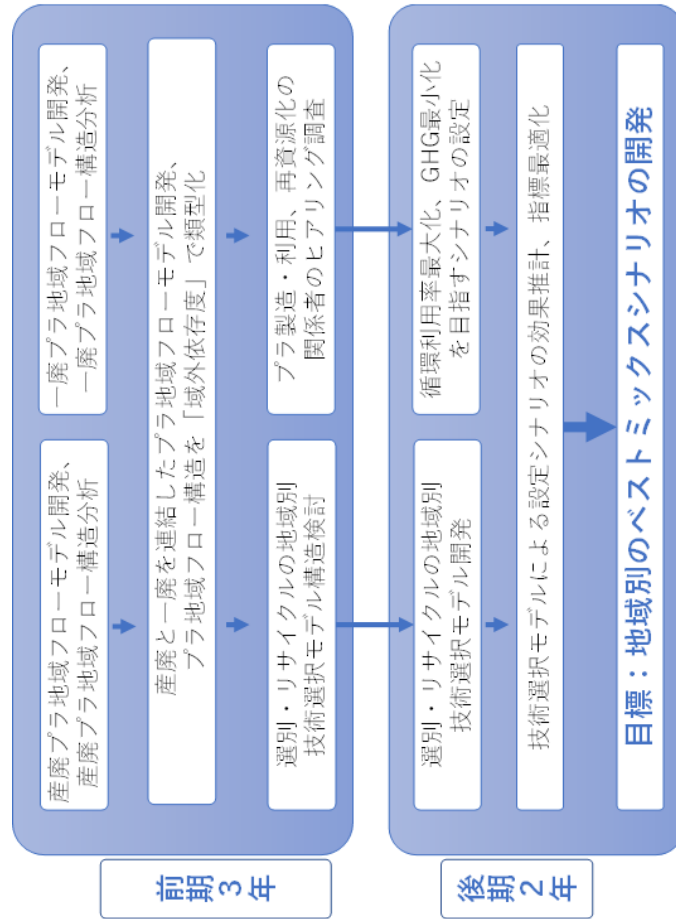 前期
3年
産廃プラ地域フローモデル開発、
産廃プラ地域フロー構造分析
一廃プラ地域フローモデル開発、
一廃プラ地域フロー構造分析
産廃と一廃を連結したプラ地域フローモデル開発、
プラ地域フロー構造を「域外依存度」で類型化
選別・リサイクルの地域別
技術選択モデル構造検討
プラ製造・利用、再資源化の
関係者のヒアリング調査
後期
2年
選別・リサイクルの地域別
技術選択モデル開発
循環利用率最大化、GHG最小化
を目指すシナリオの設定
技術選択モデルによる設定シナリオの効果推計、指標最適化
目標：地域別のベストミックスシナリオの開発